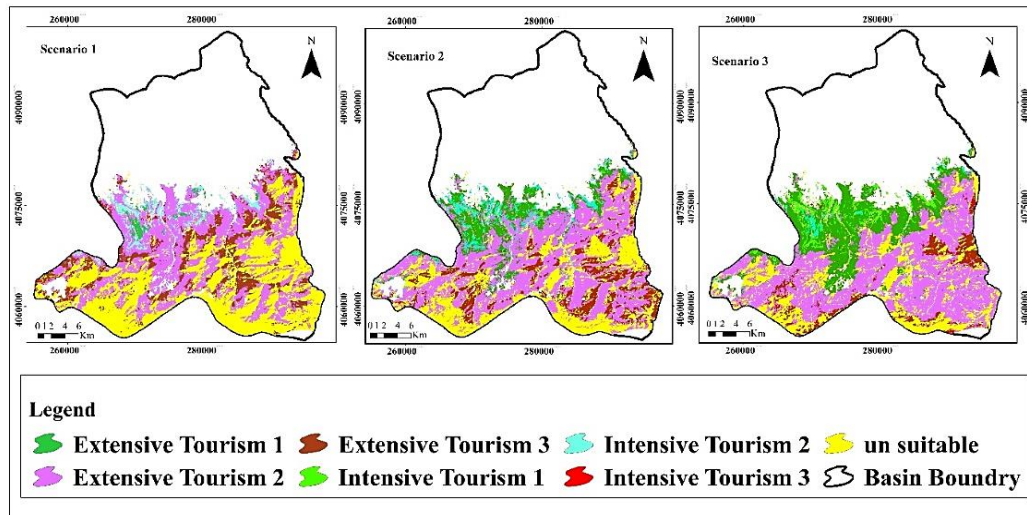 260000 280000
Scenario 1
N
4090000
4075000
4060000
0 1 2 4 6
Km
260000 280000
260000 280000
Scenario 2
N
4090000
4075000
4060000
0 1 2 4 6
Km
260000 280000
260000 280000
Scenario 3
N
4090000
4075000
4060000
0 1 2 4 6
Km
260000 280000
4090000
4075000
4060000
Legend
Extensive Tourism 1 Extensive Tourism 3 Intensive Tourism 2 un suitable
Extensive Tourism 2 Intensive Tourism 1 Intensive Tourism 3 Basin Boundry